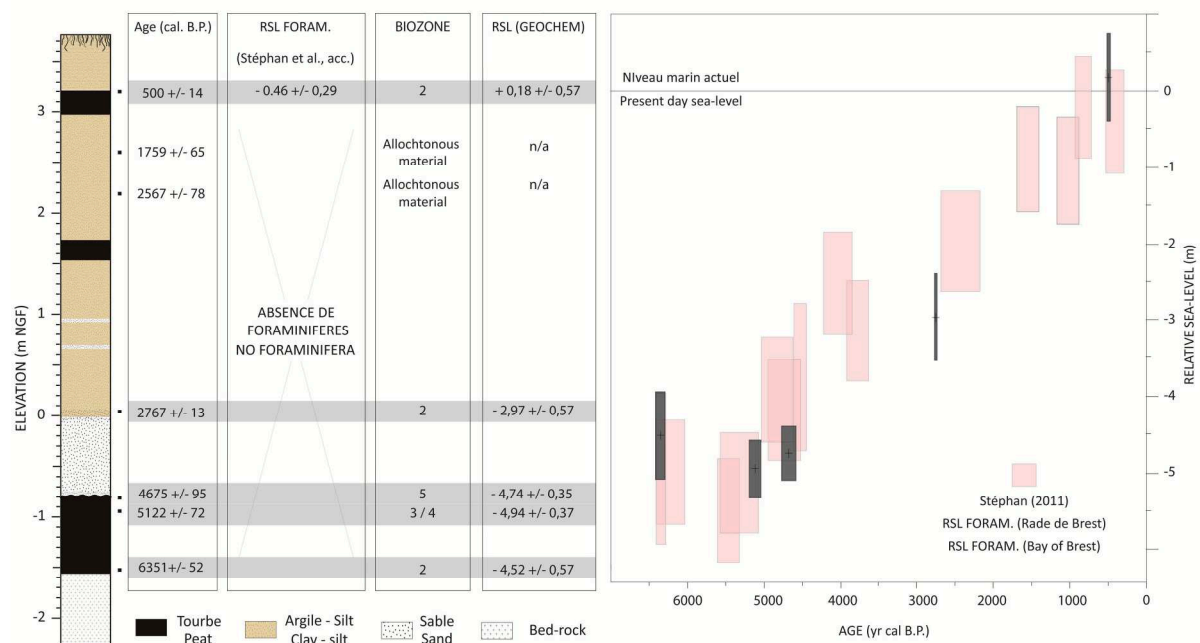 Age (cal. B.P.)
RSL FORAM.
(Stéphan et al., acc.)
BIOZONE
RSL (GEOCHEM)
500 +/- 14
- 0.46 +/- 0,29
2
+ 0,18 +/- 0,57
1759 +/- 65
Allochtonous
material
n/a
2567 +/- 78
Allochtonous
material
n/a
ABSENCE DE
FORAMINIFERES
NO FORAMINIFERA
2767 +/- 13
2
- 2,97 +/- 0,57
4675 +/- 95
5
- 4,74 +/- 0,35
5122 +/- 72
3 / 4
- 4,94 +/- 0,37
6351+/- 52
2
- 4,52 +/- 0,57
ELEVATION (m NGF)
3
2
1
0
-1
-2
Tourbe
Peat
Argile - Silt
Clay - silt
Sable
Sand
Bed-rock
NIveau marin actuel
Present day sea-level
0
-1
-2
-3
-4
-5
RELATIVE SEA-LEVEL (m)
Stéphan (2011)
RSL FORAM. (Rade de Brest)
RSL FORAM. (Bay of Brest)
6000
5000
4000
3000
2000
1000
0
AGE (yr cal B.P.)